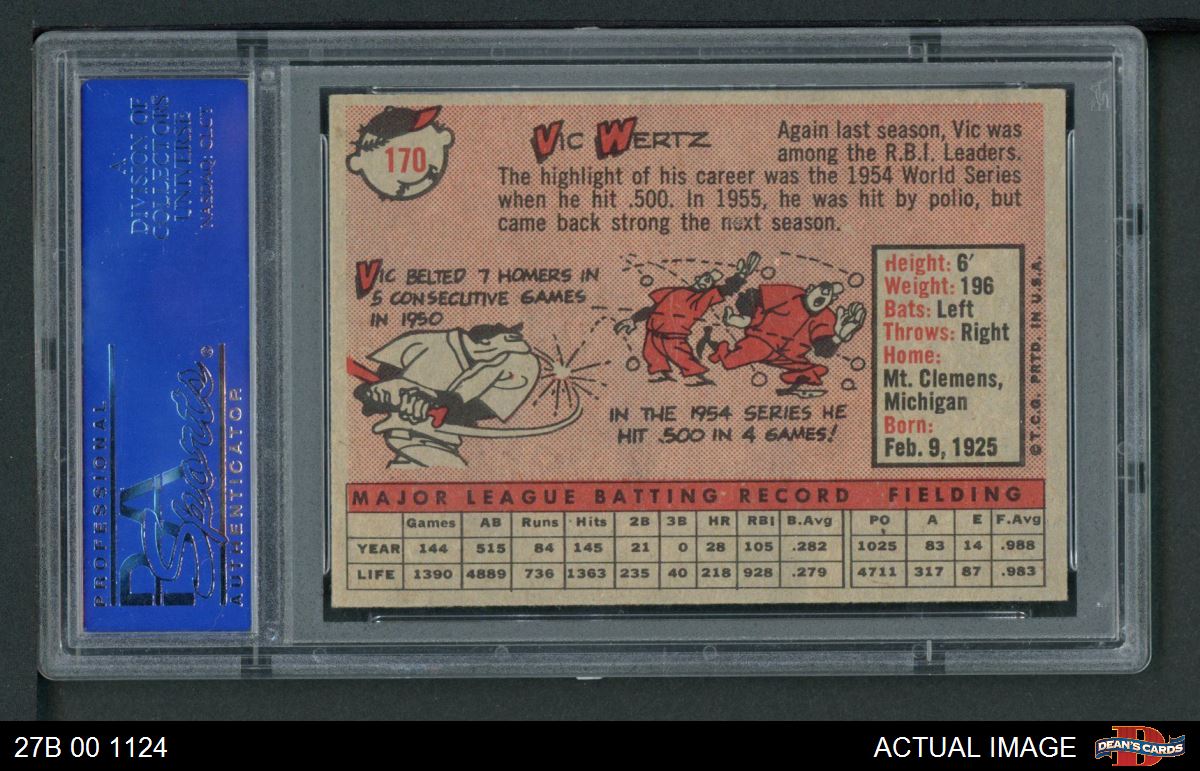 A
DIVISION OF
COLLECTORS
UNIVERSE
NASDAQ: CLCT
PROFESSIONAL
PSA
Sports
AUTHENTICATOR
®
170
Vic Wertz
Again last season, Vic was
among the R.B.I. Leaders.
The highlight of his career was the 1954 World Series
when he hit .500. In 1955, he was hit by polio, but
came back strong the next season.
VIC BELTED 7 HOMERS IN
5 CONSECUTIVE GAMES
IN 1950
IN THE 1954 SERIES HE
HIT .500 IN 4 GAMES!
Height: 6′
Weight: 196
Bats: Left
Throws: Right
Home:
Mt. Clemens,
Michigan
Born:
Feb. 9, 1925
© T.C.G. PRTD. IN U.S.A.
MAJOR LEAGUE BATTING RECORD FIELDING
Games AB Runs Hits 2B 3B HR RBI B.Avg PO A E F.Avg
YEAR 144 515 84 145 21 0 28 105 .282 1025 83 14 .988
LIFE 1390 4889 736 1363 235 40 218 928 .279 4711 317 87 .983
27B 00 1124
ACTUAL IMAGE
D
DEAN'S CARDS